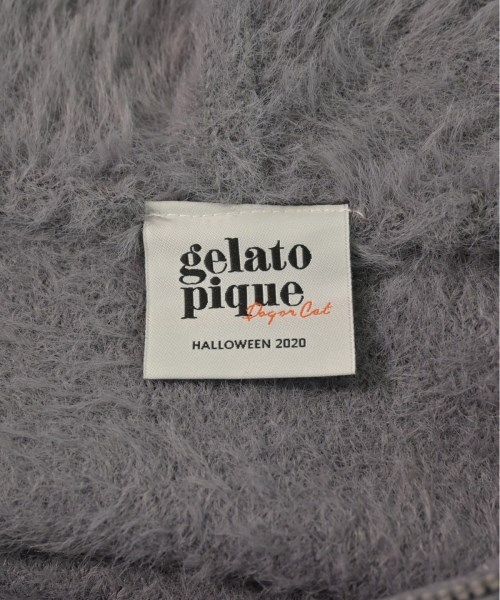 gelato
pique
Dog or Cat
HALLOWEEN 2020